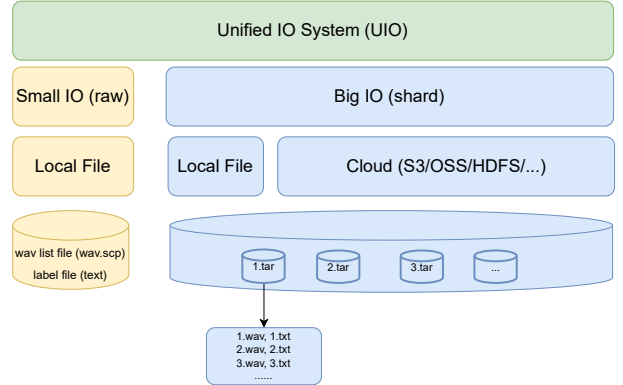 Unified IO System (UIO)
Small IO (raw)
Big IO (shard)
Local File
Local File
Cloud (S3/OSS/HDFS/...)
wav list file (wav.scp)
label file (text)
1.tar
2.tar
3.tar
...
1.wav, 1.txt
2.wav, 2.txt
3.wav, 3.txt
......